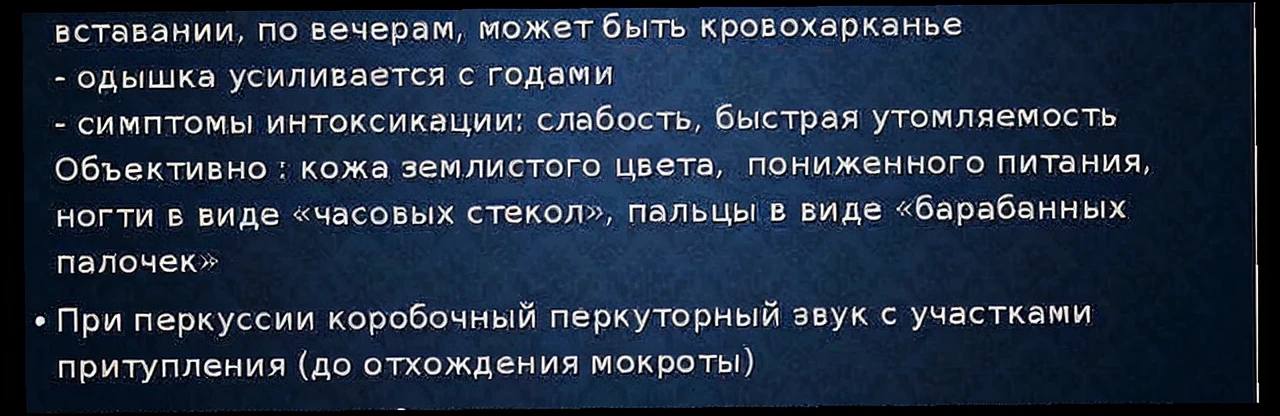 вставании, по вечерам, может быть кровохарканье
- одышка усиливается с годами
- симптомы интоксикации: слабость, быстрая утомляемость
Объективно : кожа землистого цвета, пониженного питания,
ногти в виде «часовых стекол», пальцы в виде «барабанных
палочек»
• При перкуссии коробочный перкуторный звук с участками
притупления (до отхождения мокроты)